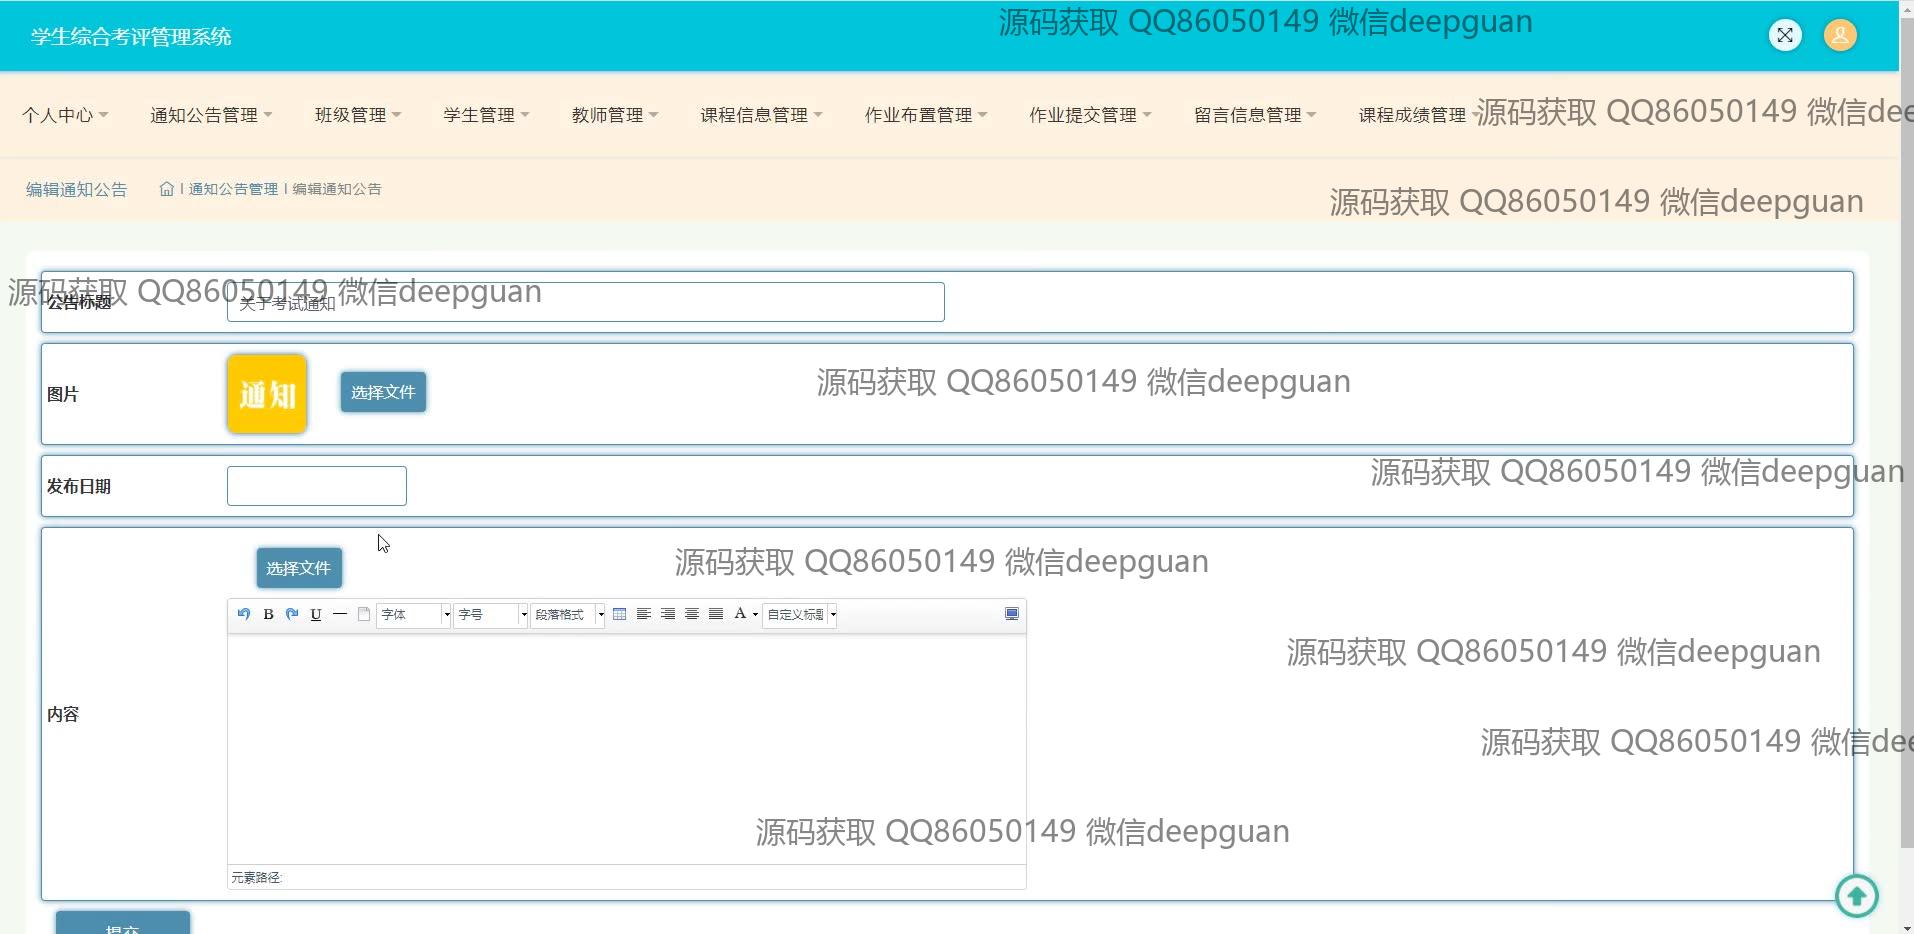 学生综合考评管理系统
源码获取 QQ86050149 微信deepguan
个人中心 通知公告管理 班级管理 学生管理 教师管理 课程信息管理 作业布置管理 作业提交管理 留言信息管理 课程成绩管理
源码获取 QQ86050149 微信dee
编辑通知公告 | 通知公告管理 | 编辑通知公告
源码获取 QQ86050149 微信deepguan
源码获取 QQ86050149 微信deepguan
公告标题 关于考试通知
图片 通知 选择文件
源码获取 QQ86050149 微信deepguan
发布日期
源码获取 QQ86050149 微信deepguan
选择文件
源码获取 QQ86050149 微信deepguan
B U 字体 字号 段落格式 A 自定义标题
源码获取 QQ86050149 微信deepguan
内容
源码获取 QQ86050149 微信dee
源码获取 QQ86050149 微信deepguan
元素路径:
提交